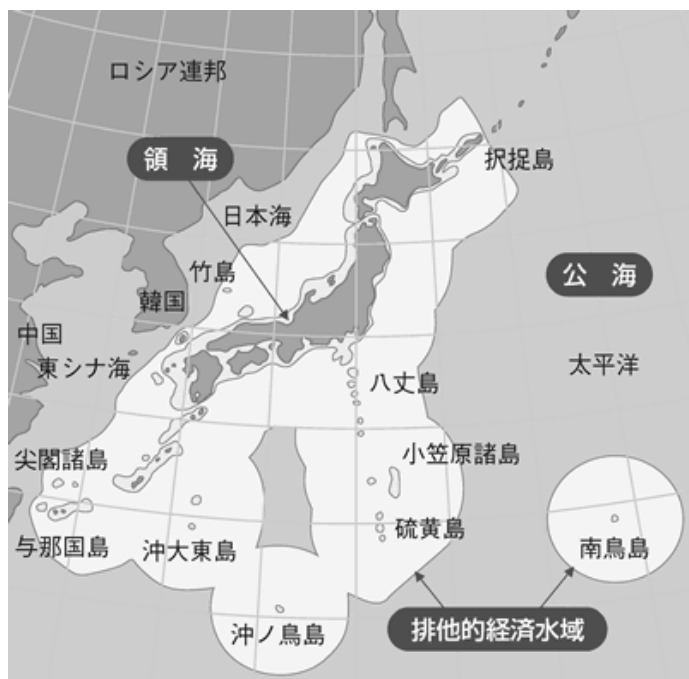 ロシア連邦
領 海
択捉島
日本海
竹島
公 海
韓国
中国
東シナ海
太平洋
八丈島
尖閣諸島
小笠原諸島
硫黄島
与那国島
沖大東島
南鳥島
沖ノ鳥島
排他的経済水域